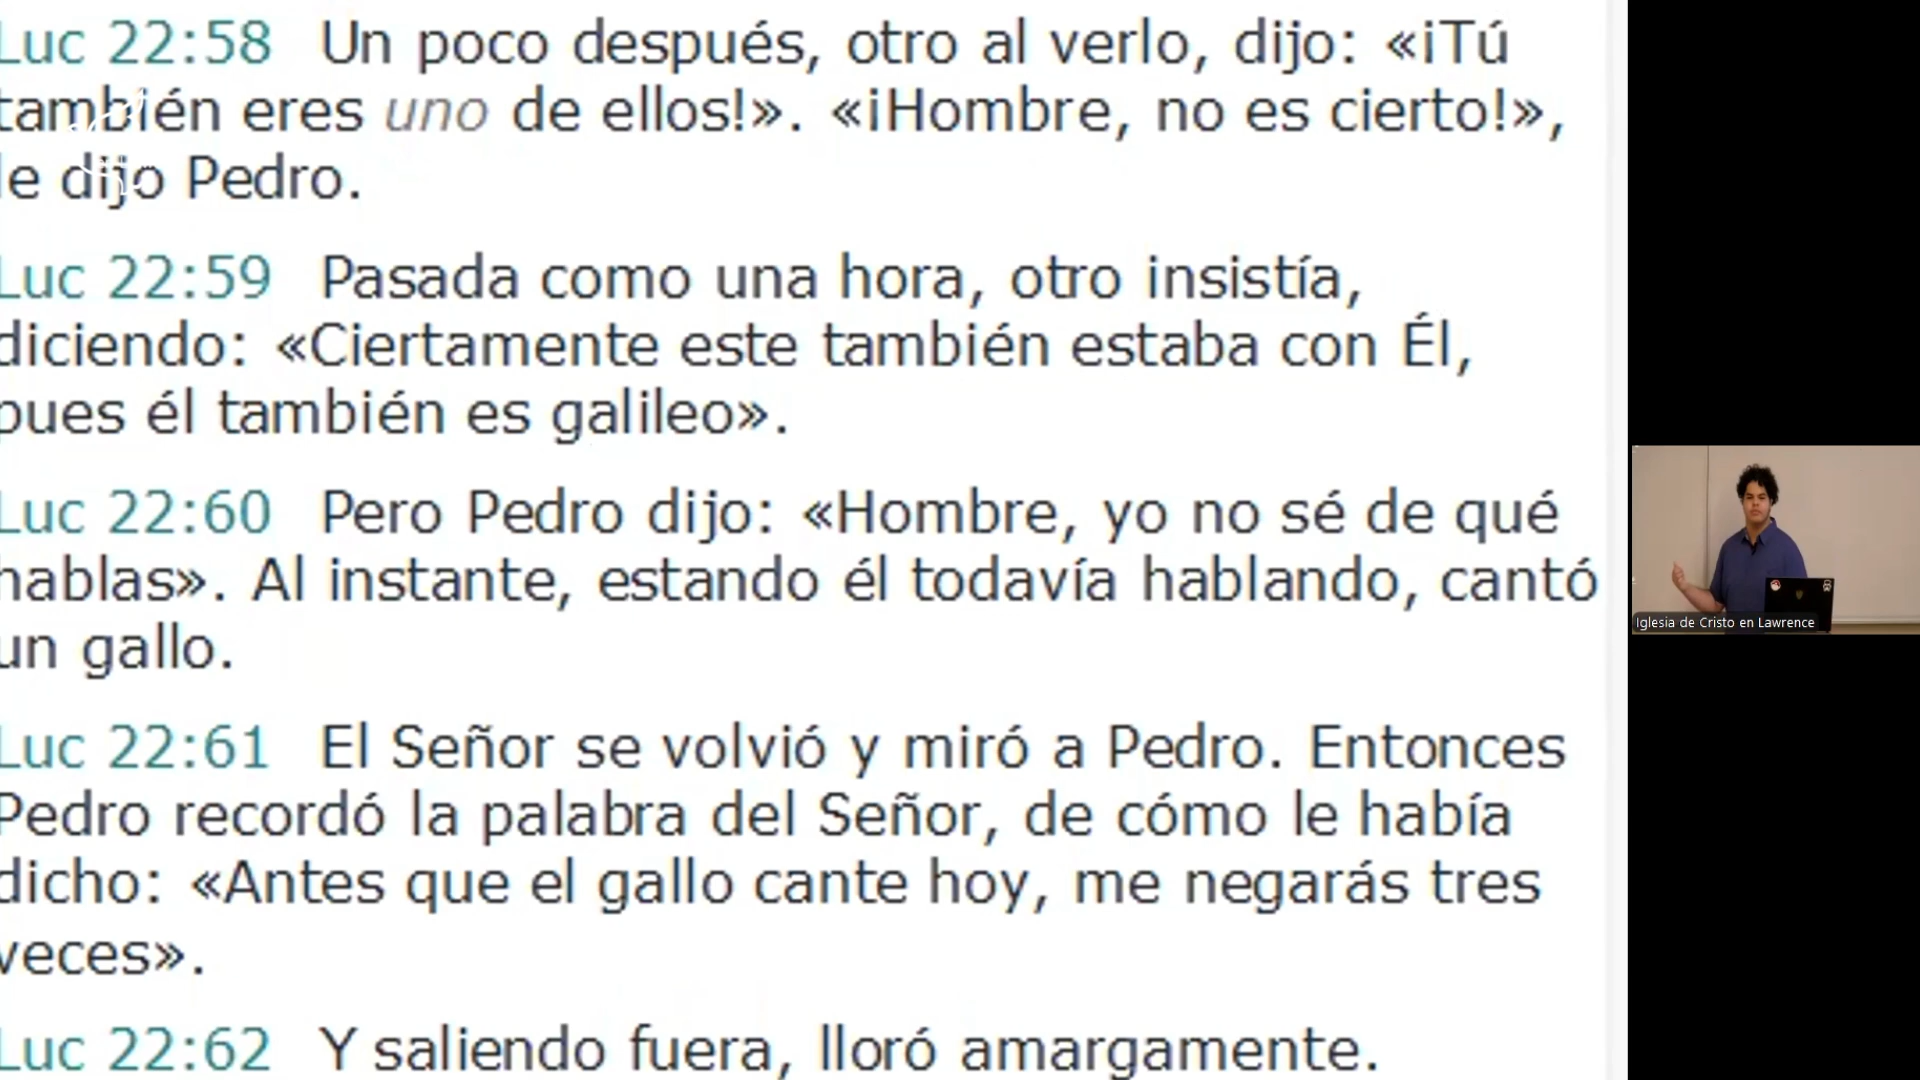 Luc 22:58 Un poco después, otro al verlo, dijo: «¡Tú
también eres uno de ellos!». «¡Hombre, no es cierto!»,
le dijo Pedro.
Luc 22:59 Pasada como una hora, otro insistía,
diciendo: «Ciertamente este también estaba con Él,
pues él también es galileo».
Luc 22:60 Pero Pedro dijo: «Hombre, yo no sé de qué
hablas». Al instante, estando él todavía hablando, cantó
un gallo.
Luc 22:61 El Señor se volvió y miró a Pedro. Entonces
Pedro recordó la palabra del Señor, de cómo le había
dicho: «Antes que el gallo cante hoy, me negarás tres
veces».
Luc 22:62 Y saliendo fuera, lloró amargamente.
Iglesia de Cristo en Lawrence